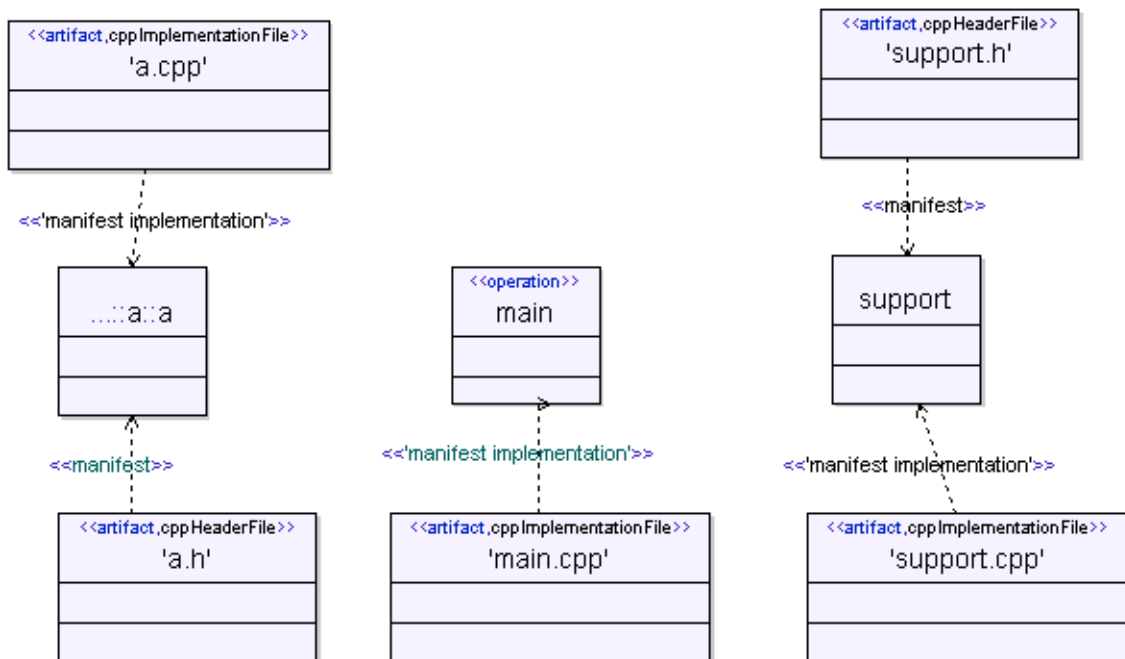 <<artifact,cppImplementationFile>>
'a.cpp'
<<artifact,cppHeaderFile>>
'support.h'
<<'manifest implementation'>>
<<manifest>>
...::a::a
<<operation>>
main
support
<<manifest>>
<<'manifest implementation'>>
<<'manifest implementation'>>
<<artifact,cppHeaderFile>>
'a.h'
<<artifact,cppImplementationFile>>
'main.cpp'
<<artifact,cppImplementationFile>>
'support.cpp'